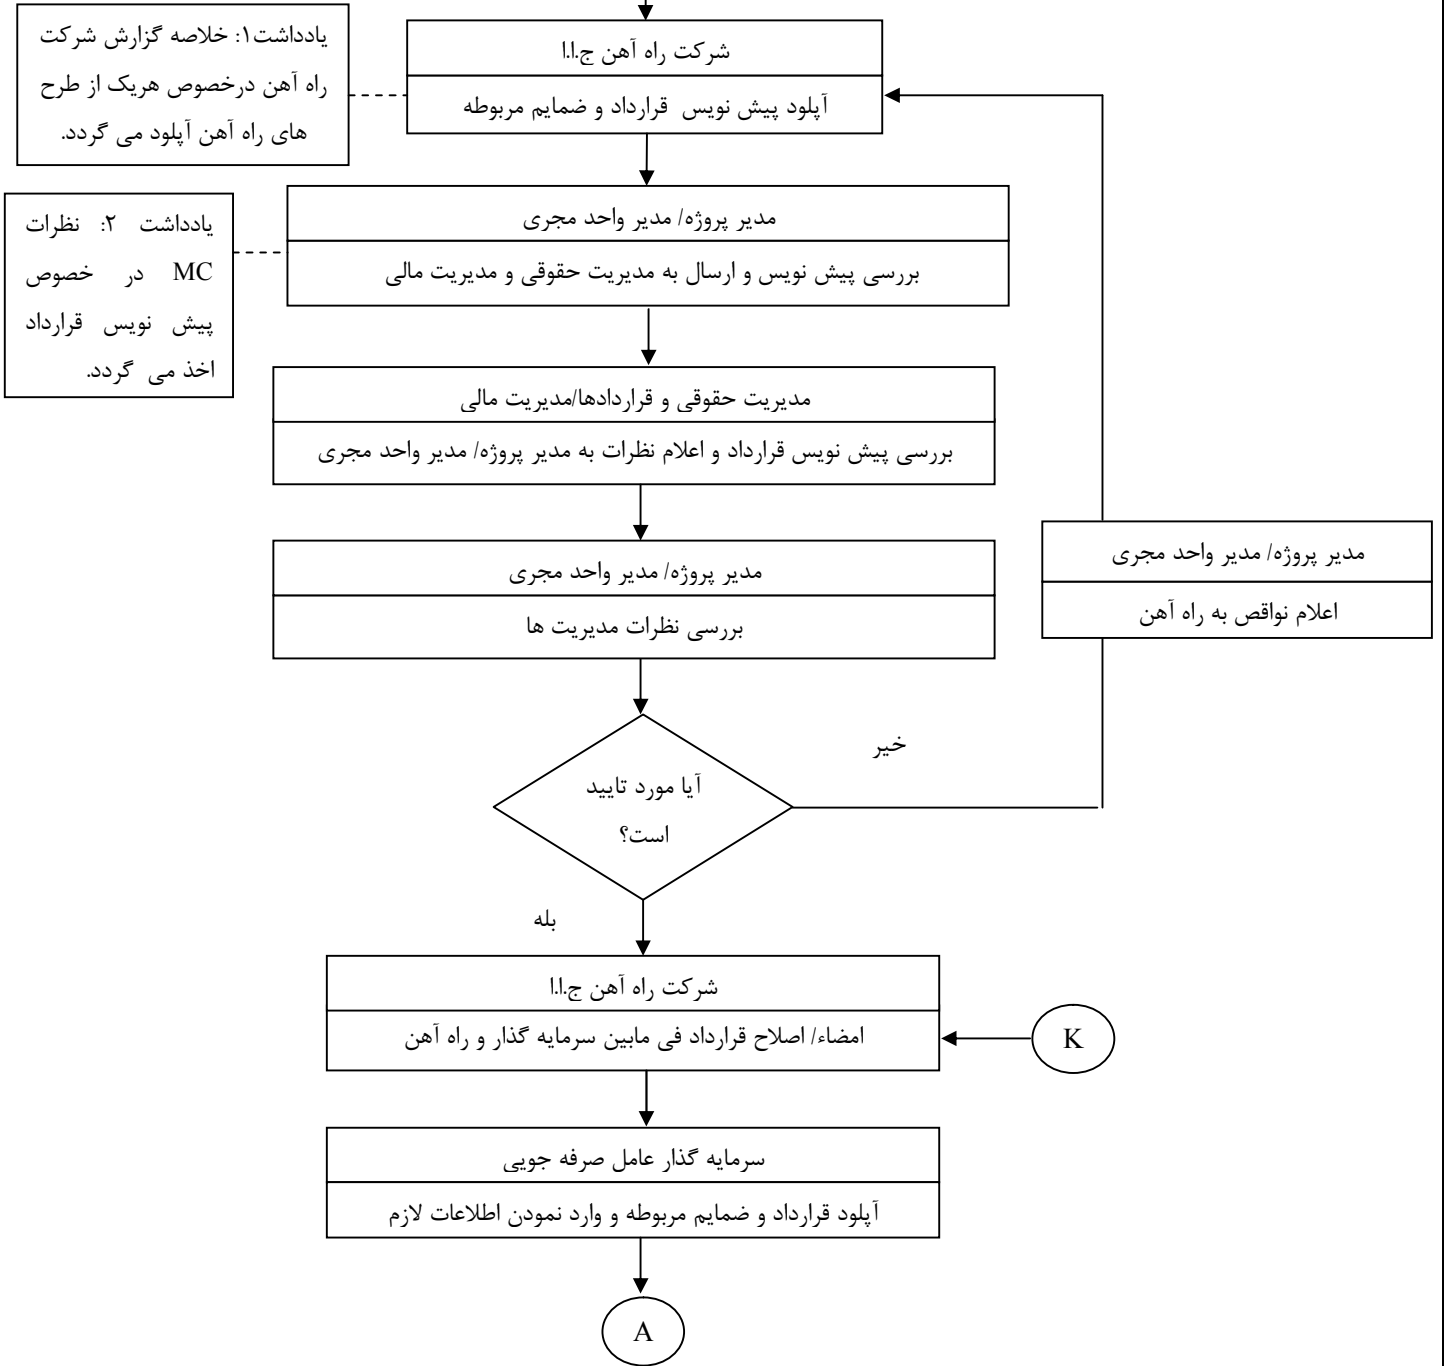 یادداشت۱: خلاصه گزارش شرکت
راه آهن درخصوص هریک از طرح
های راه آهن آپلود می گردد.
شرکت راه آهن ج.ا.ا
آپلود پیش نویس قرارداد و ضمایم مربوطه
یادداشت ۲: نظرات
MC در خصوص
پیش نویس قرارداد
اخذ می گردد.
مدیر پروژه/ مدیر واحد مجری
بررسی پیش نویس و ارسال به مدیریت حقوقی و مدیریت مالی
مدیریت حقوقی و قراردادها/مدیریت مالی
بررسی پیش نویس قرارداد و اعلام نظرات به مدیر پروژه/ مدیر واحد مجری
مدیر پروژه/ مدیر واحد مجری
بررسی نظرات مدیریت ها
مدیر پروژه/ مدیر واحد مجری
اعلام نواقص به راه آهن
آیا مورد تایید
است؟
خیر
بله
شرکت راه آهن ج.ا.ا
امضاء/ اصلاح قرارداد فی مابین سرمایه گذار و راه آهن
K
سرمایه گذار عامل صرفه جویی
آپلود قرارداد و ضمایم مربوطه و وارد نمودن اطلاعات لازم
A